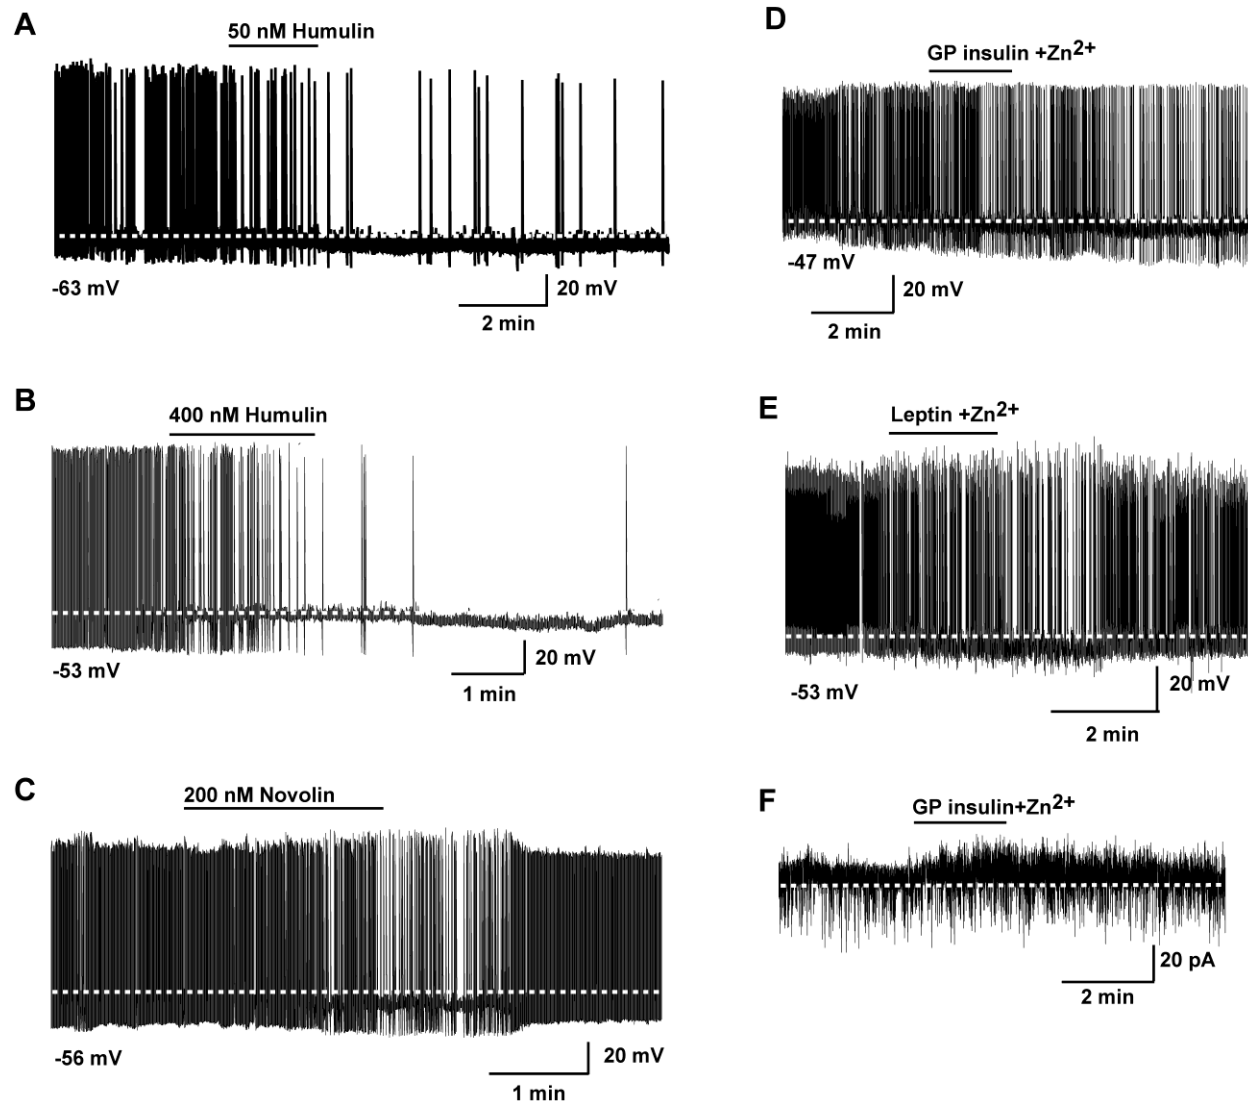 A
50 nM Humulin
-63 mV
20 mV
2 min
B
400 nM Humulin
-53 mV
20 mV
1 min
C
200 nM Novolin
-56 mV
20 mV
1 min
D
GP insulin +Zn2+
-47 mV
20 mV
2 min
E
Leptin +Zn2+
-53 mV
20 mV
2 min
F
GP insulin+Zn2+
20 pA
2 min